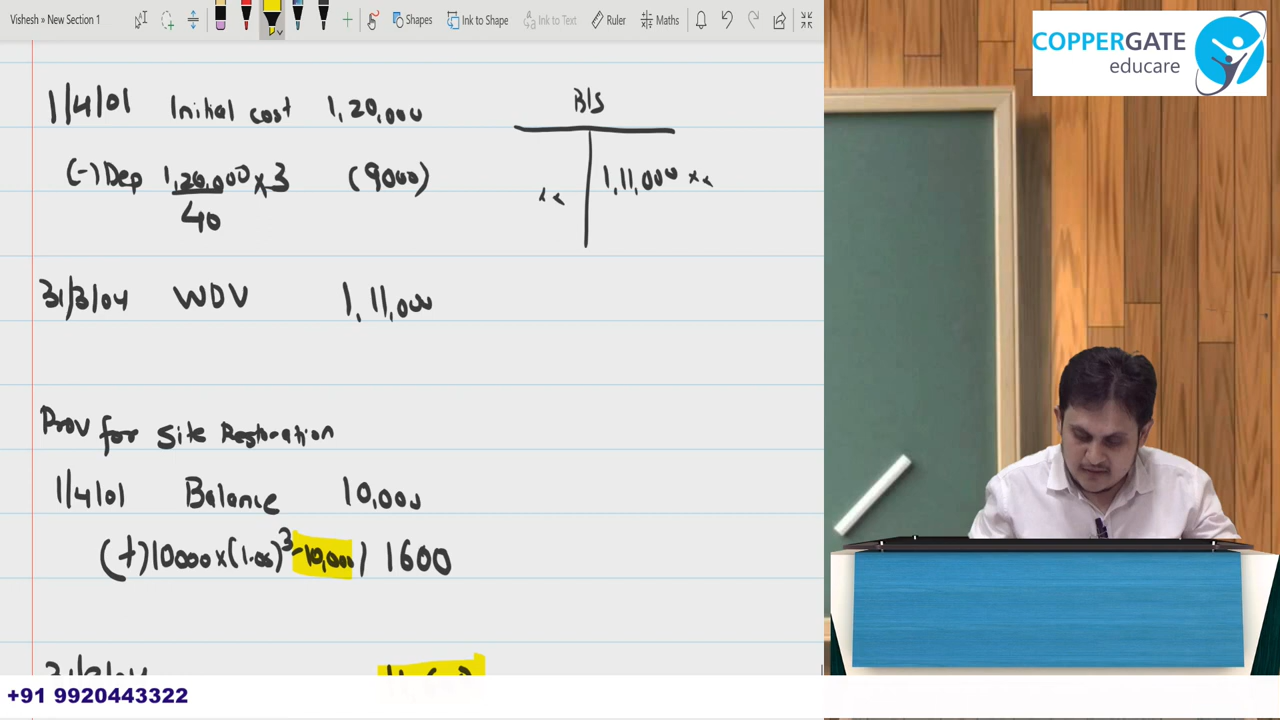 Vishesh » New Section 1
Shapes
Ink to Shape
Ink to Text
Ruler
Maths
COPPERGATE
educare
1/4/01 Initial cost 1,20,000
B/S
(-) Dep 1,20,000 x 3 (9000)
40
1,11,000 xx
xx
31/3/04 WDV 1,11,000
Prov for Site Restoration
1/4/01 Balance 10,000
(+) 10000 x (1.05)^3 - 10,000) 1600
+91 9920443322